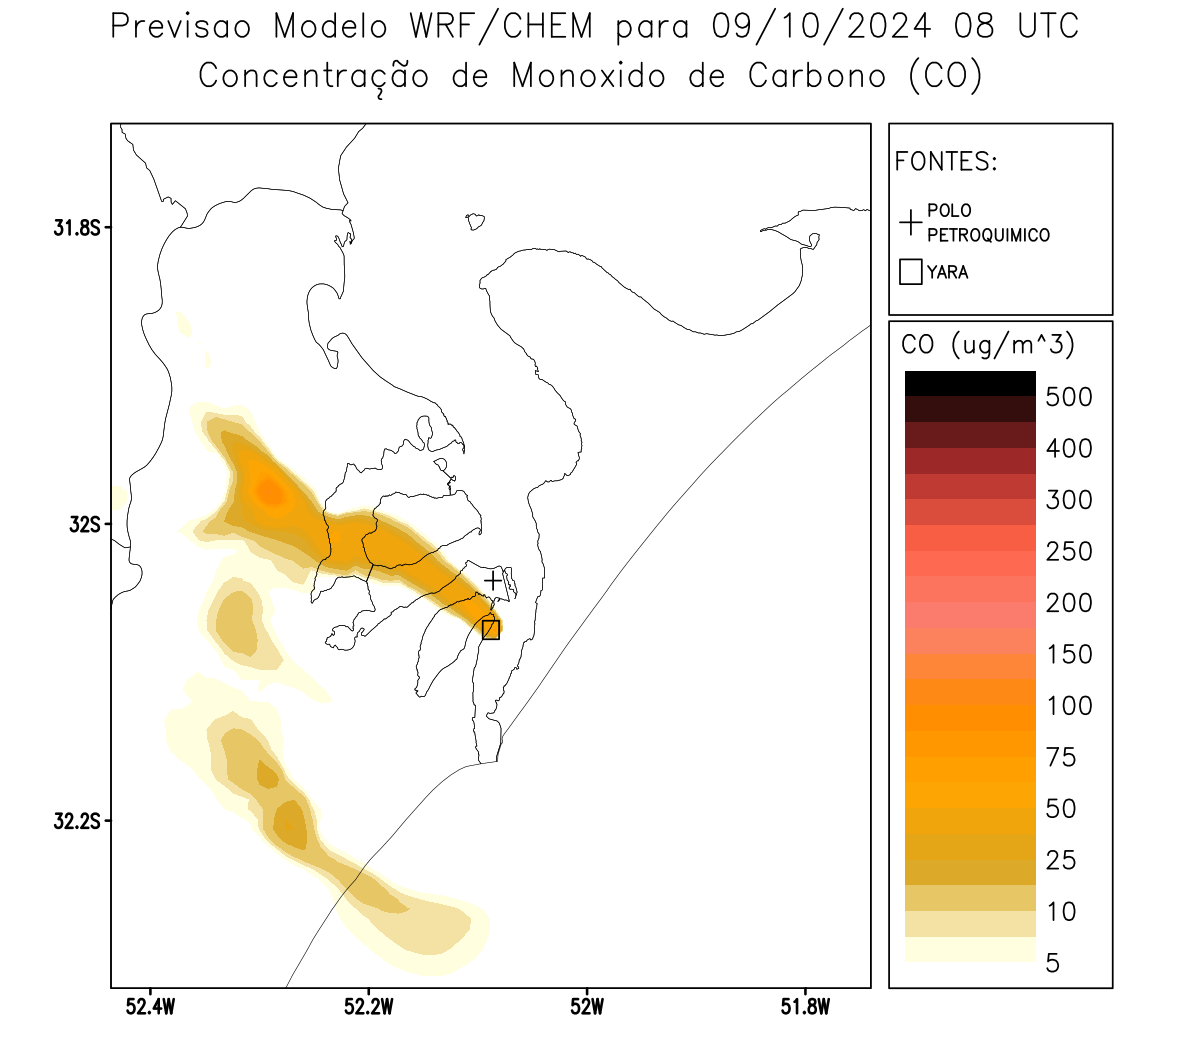 Previsao Modelo WRF/CHEM para 09/10/2024 08 UTC
Concentração de Monoxido de Carbono (CO)
FONTES:
POLO
PETROQUIMICO
YARA
CO (ug/m^3)
500
400
300
250
200
150
100
75
50
25
10
5
31.8S
32S
32.2S
52.4W
52.2W
52W
51.8W